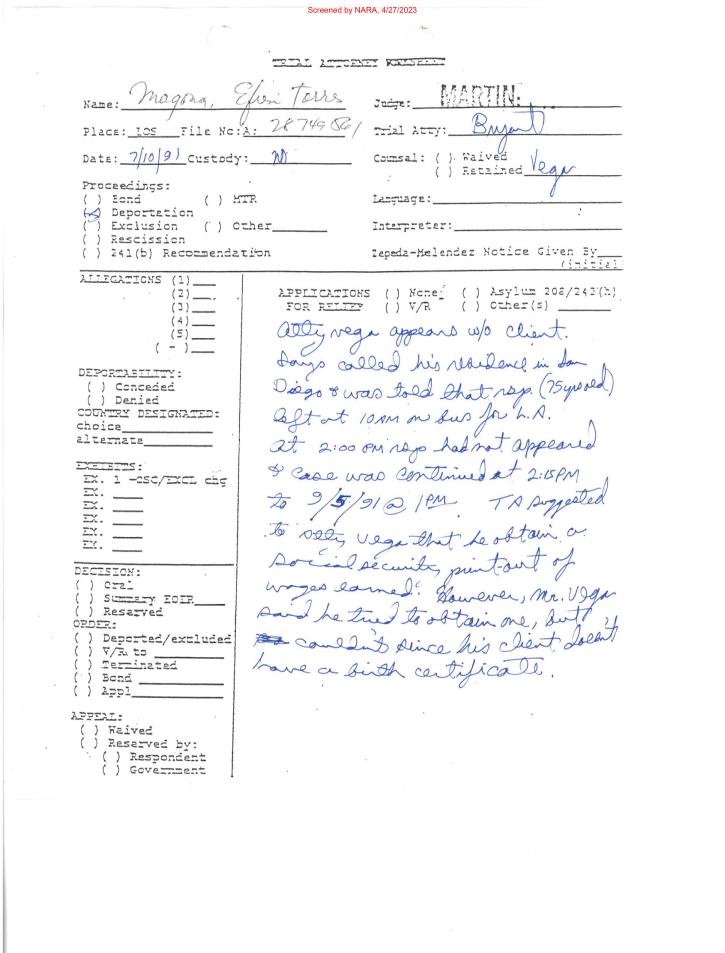 Screened by NARA, 4/27/2023
TRIAL ATTORNEY WORKSHEET
Name: Magona, Efren Torres
Judge: MARTIN:
Place: LOS File No:A: 28 749 861
Trial Atty: Bryant
Date: 7/10/91 Custody: ND
Counsal: ( ) Waived
( ) Retained Vega
Proceedings:
( ) Bond ( ) MTR
Language:
( ) Deportation
( ) Exclusion ( ) Other
Interpreter:
( ) Rescission
( ) 241(b) Recommendation
Zepeda-Melendez Notice Given By
(initial
ALLEGATIONS (1)
(2)
(3)
(4)
(5)
( - )
DEPORTABILITY:
( ) Conceded
( ) Denied
COUNTRY DESIGNATED:
choice
alternate
EXHIBITS:
EX. 1 -OSC/EXCL chg
EX.
EX.
EX.
EX.
EX.
DECISION:
( ) Oral
( ) Summary EOIR
( ) Reserved
ORDER:
( ) Deported/excluded
( ) V/R to
( ) Terminated
( ) Bond
( ) Appl
APPEAL:
( ) Waived
( ) Reserved by:
( ) Respondent
( ) Government
APPLICATIONS ( ) None ( ) Asylum 208/243(h)
FOR RELIEF ( ) V/R ( ) Other(s)
Atty Vega appears w/o client.
Says called his residence in San
Diego & was told that resp. (75 yrs old)
left at 10 AM on bus for L.A.
At 2:00 PM resp had not appeared
& case was continued at 2:15PM
to 9/5/91 @ 1PM. TA suggested
to atty Vega that he obtain a
social security print-out of
wages earned. However, Mr. Vega
said he tried to obtain one, but
couldn't since his client doesn't
have a birth certificate.